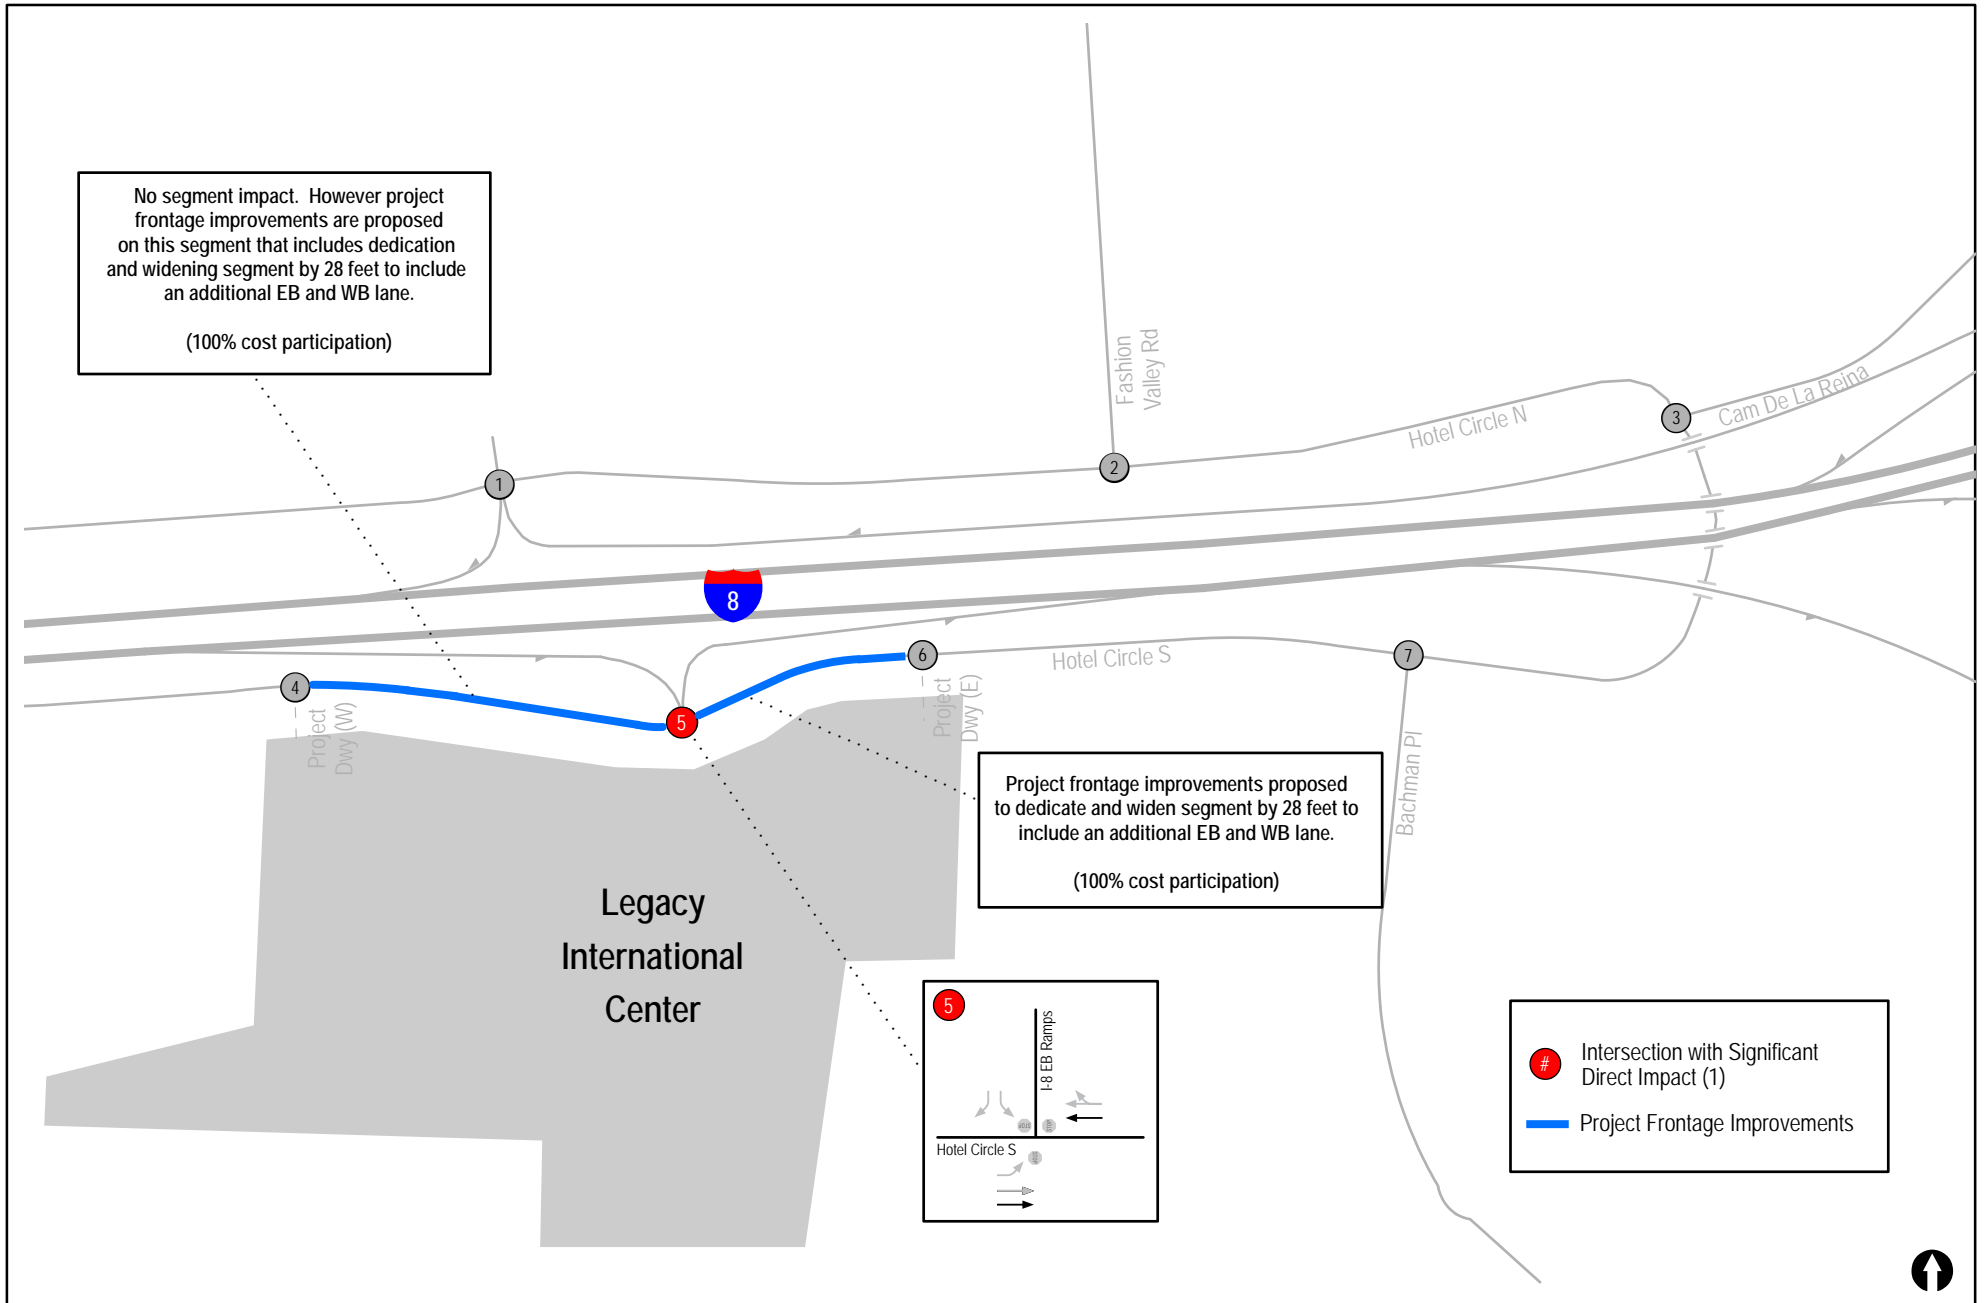 No segment impact.  However project
frontage improvements are proposed
on this segment that includes dedication
and widening segment by 28 feet to include
an additional EB and WB lane.
(100% cost participation)
Fashion
Valley Rd
Hotel Circle N
3
Cam De La Reina
2
1
8
6
Hotel Circle S
7
4
Project
Dwy (W)
5
Project
Dwy (E)
Bachman Pl
Project frontage improvements proposed
to dedicate and widen segment by 28 feet to
include an additional EB and WB lane.
(100% cost participation)
Legacy
International
Center
5
I-8 EB Ramps
STOP
STOP
Hotel Circle S
STOP
#
Intersection with Significant
Direct Impact (1)
Project Frontage Improvements